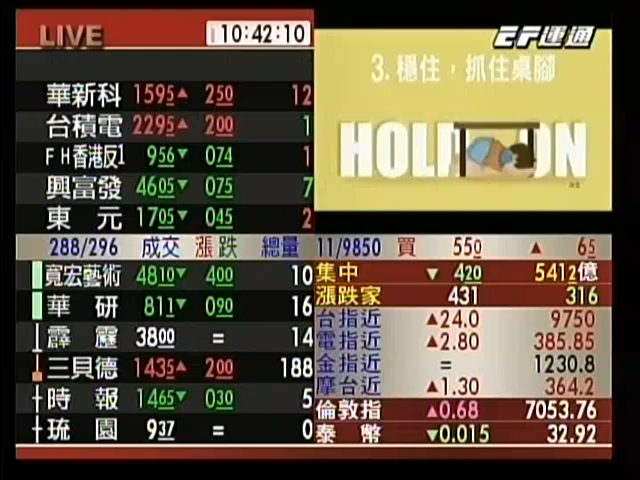 LIVE 10:42:10
EF運通
3. 穩住，抓住桌腳
華新科 1595▲ 250 12
台積電 2295▲ 200 1
FH香港反1 956▼ 074 1
興富發 4605▼ 075 7
東元 1705▼ 045 2
288/296 成交 漲跌 總量 11/9850 買 550 ▲ 65
寬宏藝術 4810▼ 400 10
華研 811▼ 090 16
霹靂 3800 = 14
三貝德 1435▲ 200 188
時報 1465▼ 030 5
琉園 937 = 0
集中 ▼ 420 5412億
漲跌家 431 316
台指近 ▲24.0 9750
電指近 ▲2.80 385.85
金指近 = 1230.8
摩台近 ▲1.30 364.2
倫敦指 ▲0.68 7053.76
泰幣 ▼0.015 32.92